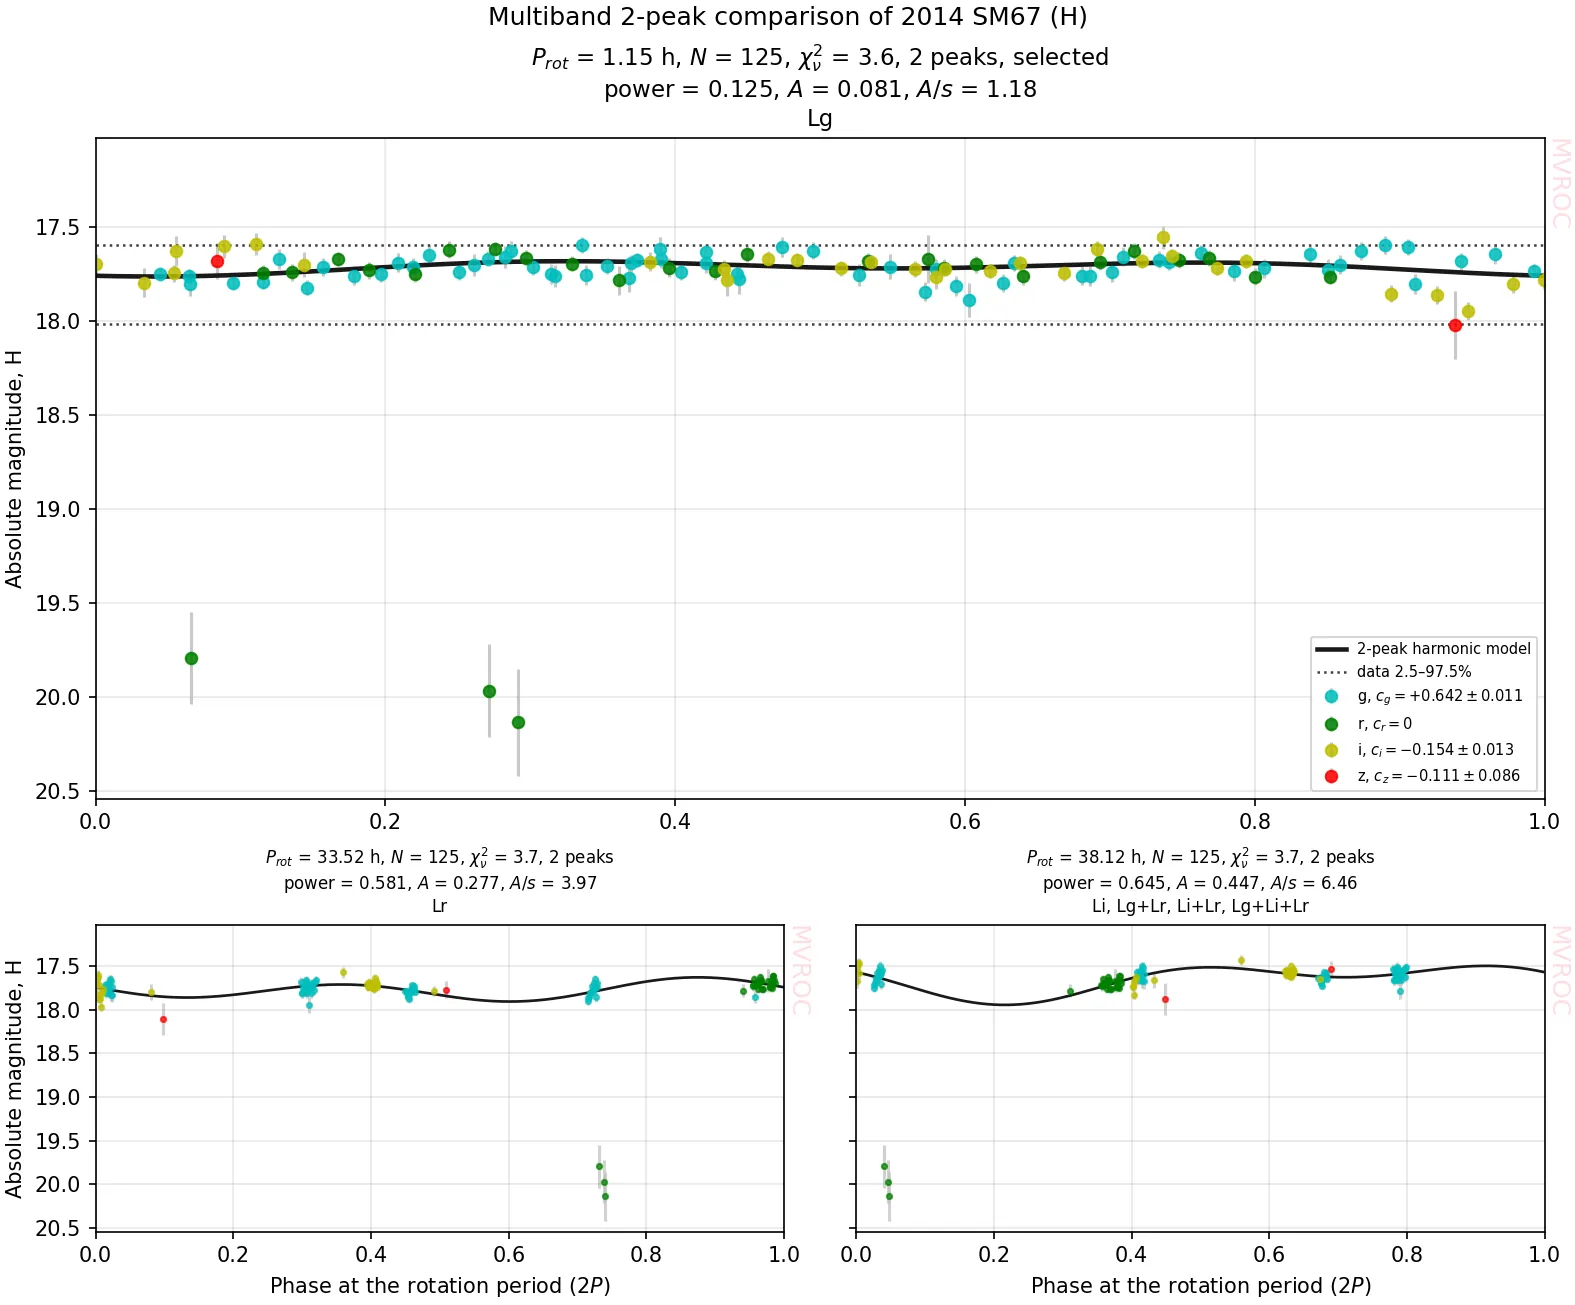 Multiband 2-peak comparison of 2014 SM67 (H)
P_rot = 1.15 h, N = 125, χ²_ν = 3.6, 2 peaks, selected
power = 0.125, A = 0.081, A/s = 1.18
Lg
MVROC
Absolute magnitude, H
17.5
18.0
18.5
19.0
19.5
20.0
20.5
0.0 0.2 0.4 0.6 0.8 1.0
2-peak harmonic model
data 2.5–97.5%
g, c_g = +0.642 ± 0.011
r, c_r = 0
i, c_i = −0.154 ± 0.013
z, c_z = −0.111 ± 0.086
P_rot = 33.52 h, N = 125, χ²_ν = 3.7, 2 peaks
power = 0.581, A = 0.277, A/s = 3.97
Lr
MVROC
Absolute magnitude, H
17.5
18.0
18.5
19.0
19.5
20.0
20.5
0.0 0.2 0.4 0.6 0.8 1.0
Phase at the rotation period (2P)
P_rot = 38.12 h, N = 125, χ²_ν = 3.7, 2 peaks
power = 0.645, A = 0.447, A/s = 6.46
Li, Lg+Lr, Li+Lr, Lg+Li+Lr
MVROC
0.0 0.2 0.4 0.6 0.8 1.0
Phase at the rotation period (2P)